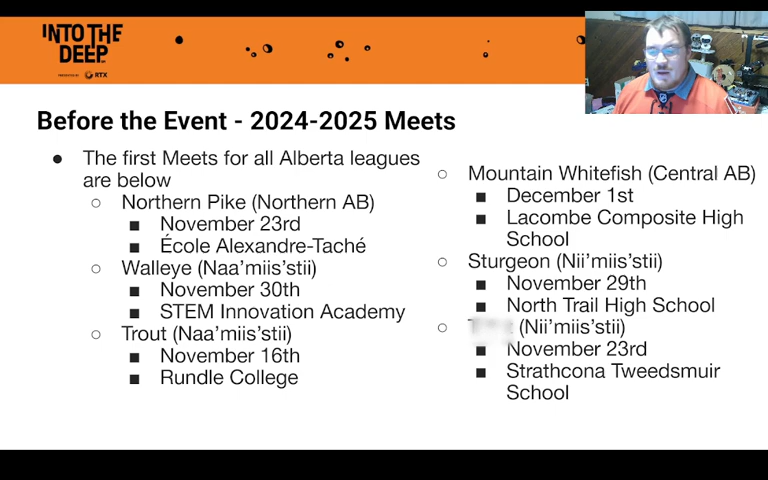 INTO THE
DEEP
PRESENTED BY RTX
Before the Event - 2024-2025 Meets
● The first Meets for all Alberta leagues
are below
○ Northern Pike (Northern AB)
■ November 23rd
■ École Alexandre-Taché
○ Walleye (Naa’miis’stii)
■ November 30th
■ STEM Innovation Academy
○ Trout (Naa’miis’stii)
■ November 16th
■ Rundle College
○ Mountain Whitefish (Central AB)
■ December 1st
■ Lacombe Composite High
School
○ Sturgeon (Nii’miis’stii)
■ November 29th
■ North Trail High School
○ (Nii’miis’stii)
■ November 23rd
■ Strathcona Tweedsmuir
School